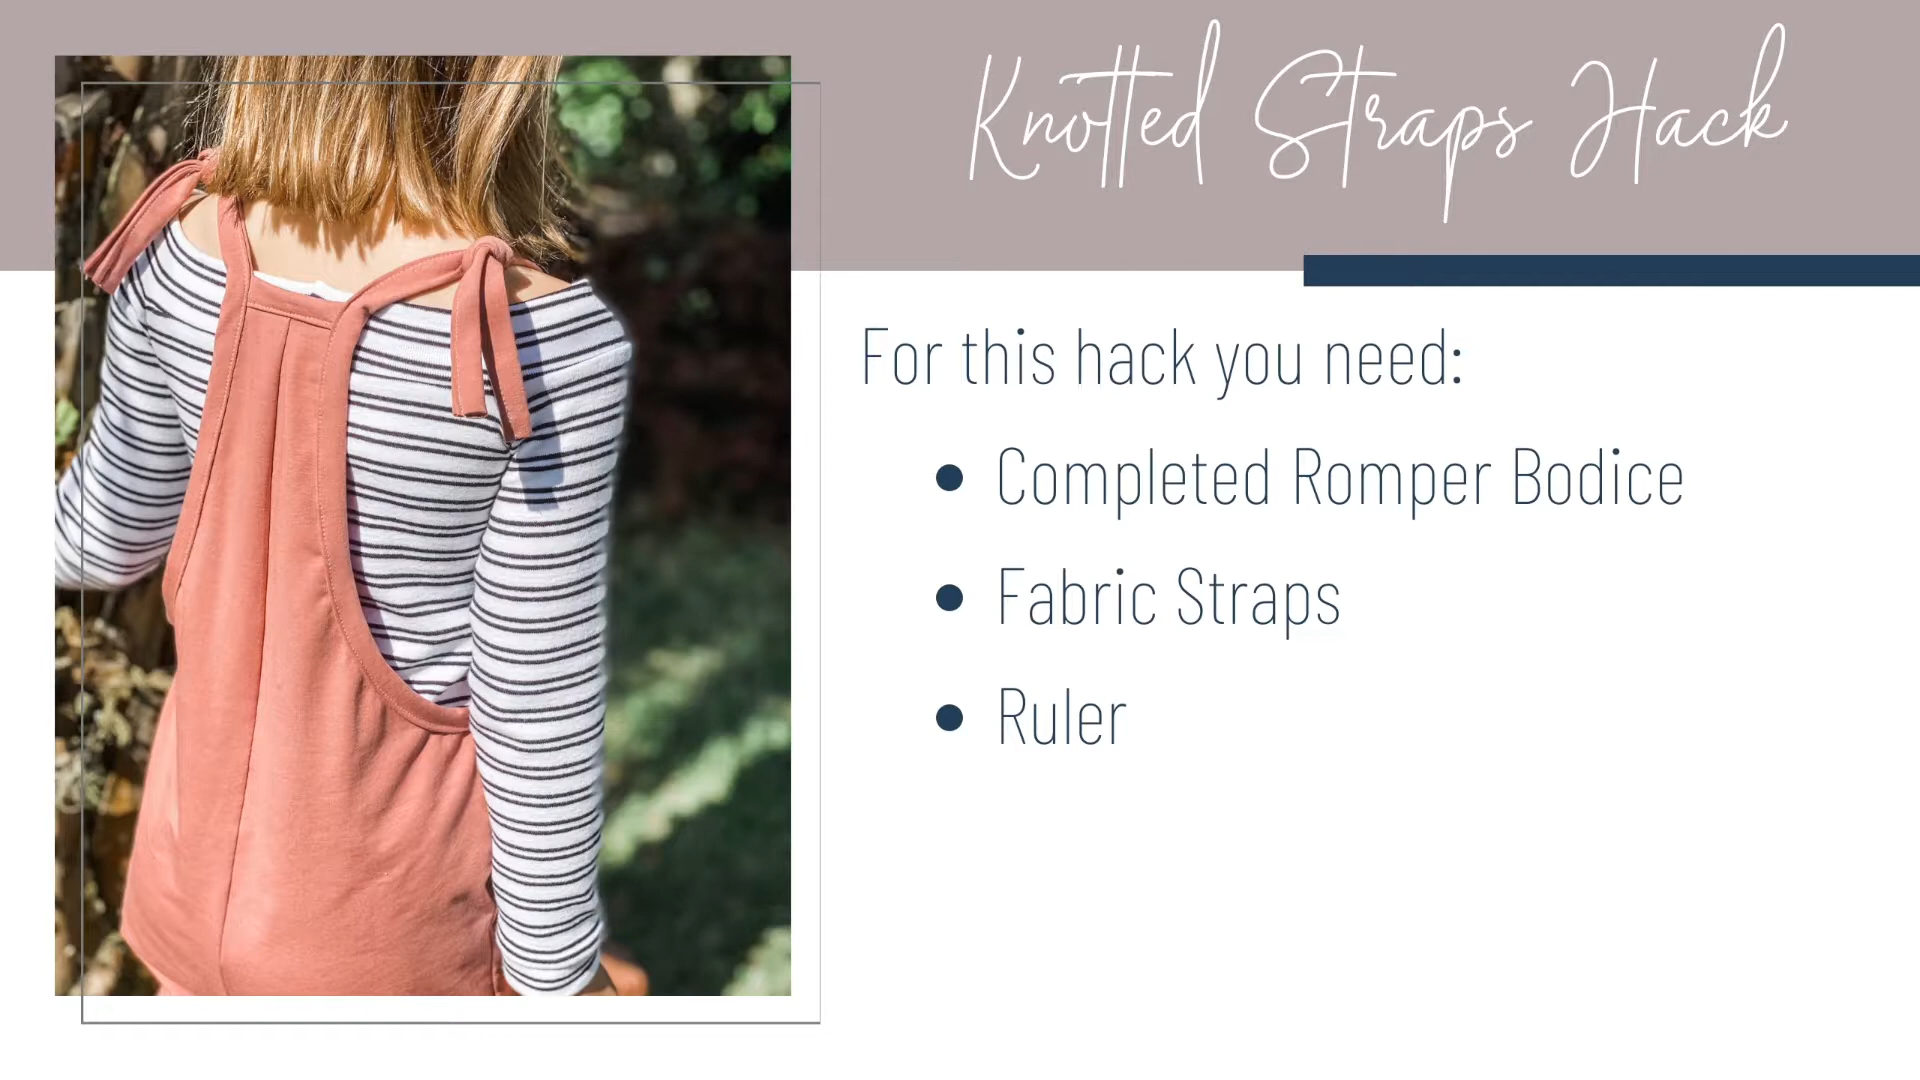 Knotted Straps Hack
For this hack you need:
• Completed Romper Bodice
• Fabric Straps
• Ruler